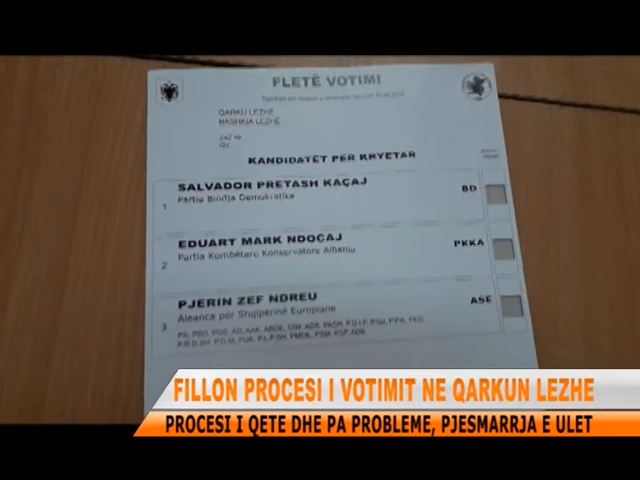 FLETË VOTIMI
QARKU LEZHË
BASHKIA LEZHË
KANDIDATËT PËR KRYETAR
1
SALVADOR PRETASH KAÇAJ
BD
Partia Bindja Demokratike
2
EDUART MARK NDOCAJ
PKKA
Partia Kombëtare Konservatore Albania
3
PJERIN ZEF NDREU
ASE
Aleanca për Shqipërinë Europiane
FILLON PROCESI I VOTIMIT NE QARKUN LEZHE
PROCESI I QETE DHE PA PROBLEME, PJESMARRJA E ULET